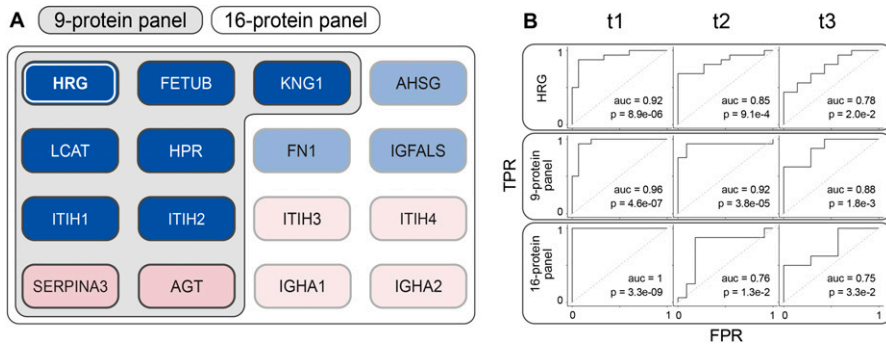 A 9-protein panel 16-protein panel
HRG FETUB KNG1 AHSG
LCAT HPR FN1 IGFALS
ITIH1 ITIH2 ITIH3 ITIH4
SERPINA3 AGT IGHA1 IGHA2
B t1 t2 t3
TPR
HRG
1
0
auc = 0.92
p = 8.9e-06
auc = 0.85
p = 9.1e-4
auc = 0.78
p = 2.0e-2
9-protein
panel
1
0
auc = 0.96
p = 4.6e-07
auc = 0.92
p = 3.8e-05
auc = 0.88
p = 1.8e-3
16-protein
panel
1
0
auc = 1
p = 3.3e-09
auc = 0.76
p = 1.3e-2
auc = 0.75
p = 3.3e-2
0 1 0 1 0 1
FPR